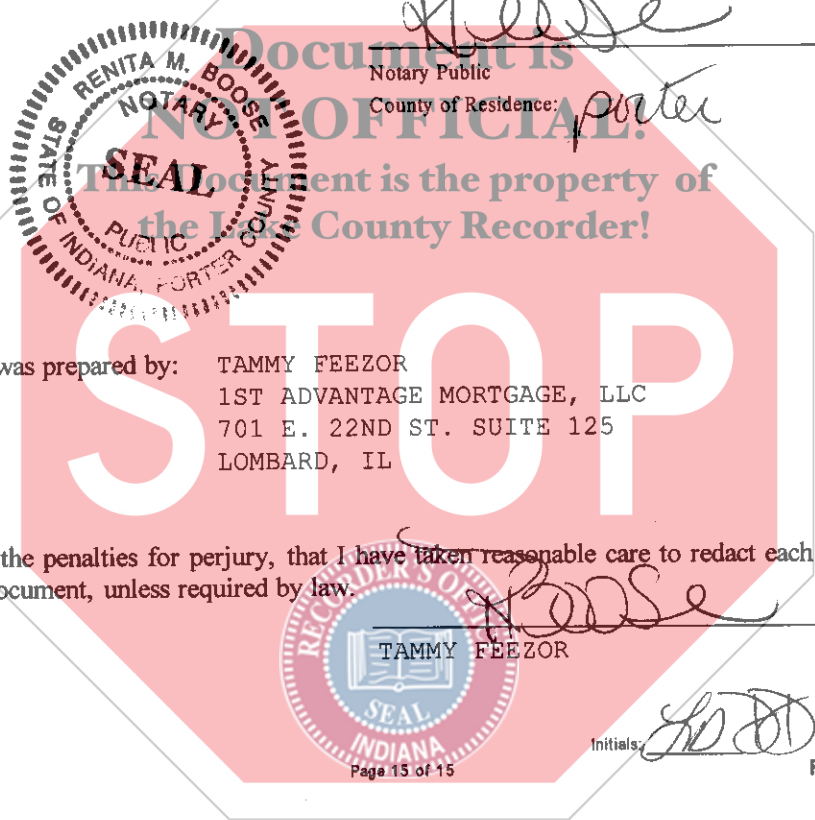 Document is
NOT OFFICIAL!
This Document is the property of
the Lake County Recorder!
STOP
RENITA M. BOOSE
NOTARY
SEAL
PUBLIC
STATE OF INDIANA, PORTER COUNTY
Boose
Notary Public
County of Residence: porter
was prepared by: TAMMY FEEZOR
1ST ADVANTAGE MORTGAGE, LLC
701 E. 22ND ST. SUITE 125
LOMBARD, IL
the penalties for perjury, that I have taken reasonable care to redact each
ocument, unless required by law.
RBoose
TAMMY FEEZOR
RECORDER'S OFFI
SEAL
INDIANA
Initials:
Page 15 of 15